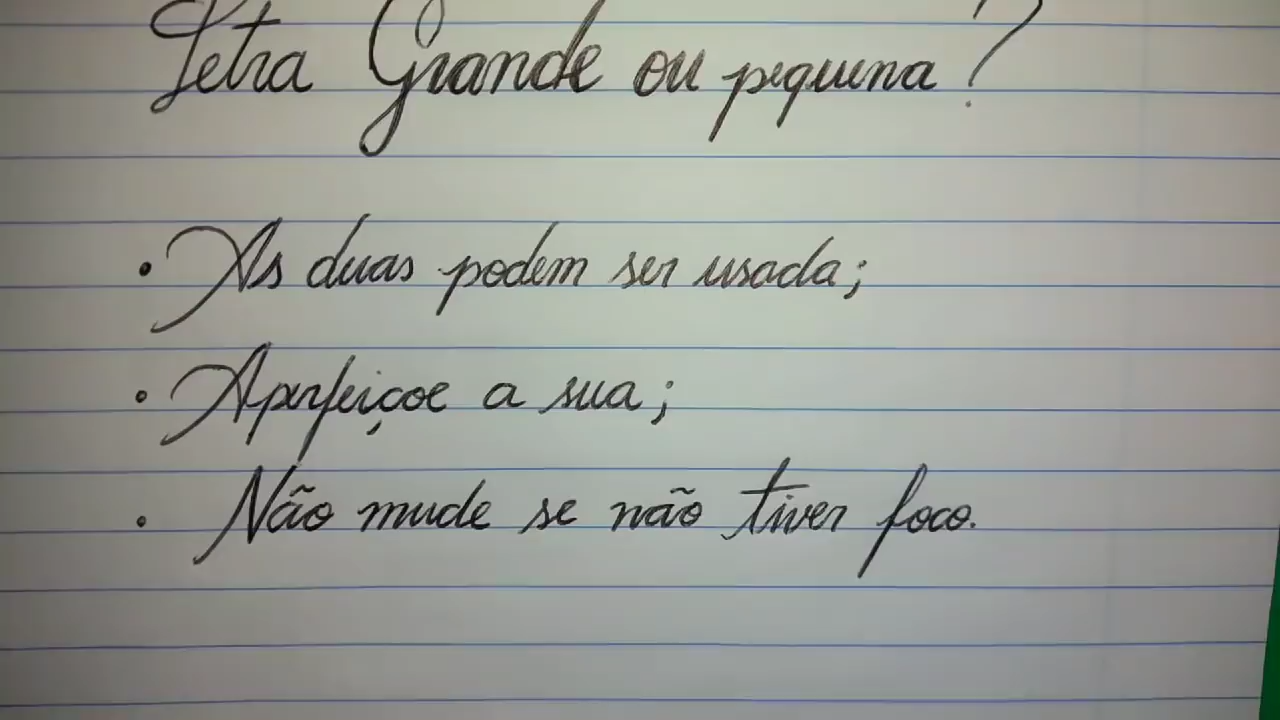 Letra Grande ou pequena?
• As duas podem ser usada;
• Aperfeiçoe a sua;
• Não mude se não tiver foco.